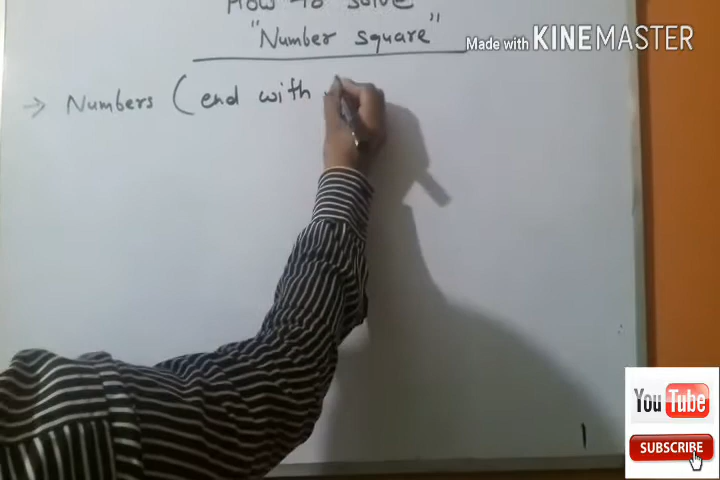 How to solve
"Number square"
Made with KINEMASTER
→ Numbers (end with
You Tube
SUBSCRIBE